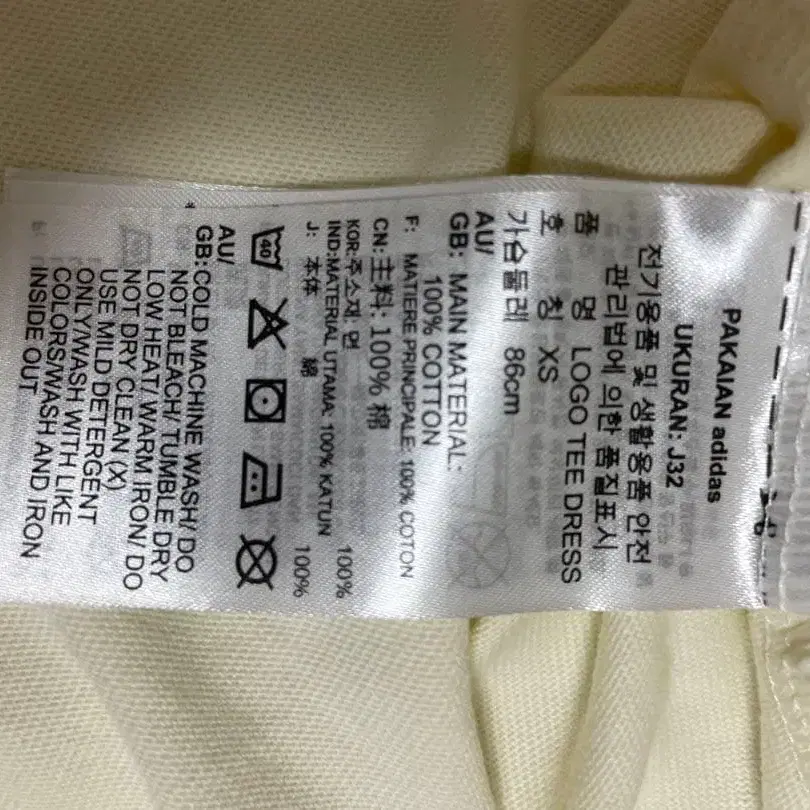 PAKAIAN adidas
UKURAN: J32
전기용품 및 생활용품 안전
관리법에 의한 품질표시
품 명 LOGO TEE DRESS
호 칭 XS
가슴둘레 86cm
AU/
GB: MAIN MATERIAL:
100% COTTON
F: MATIERE PRINCIPALE: 100% COTON
CN: 主料: 100% 棉
KOR: 주소재. 면 100%
IND:MATERIAL UTAMA: 100% KATUN
J: 本体 綿 100%
40
AU/
GB: COLD MACHINE WASH/ DO
NOT BLEACH/ TUMBLE DRY
LOW HEAT/ WARM IRON/ DO
NOT DRY CLEAN (X)
USE MILD DETERGENT
ONLY/WASH WITH LIKE
COLORS/WASH AND IRON
INSIDE OUT